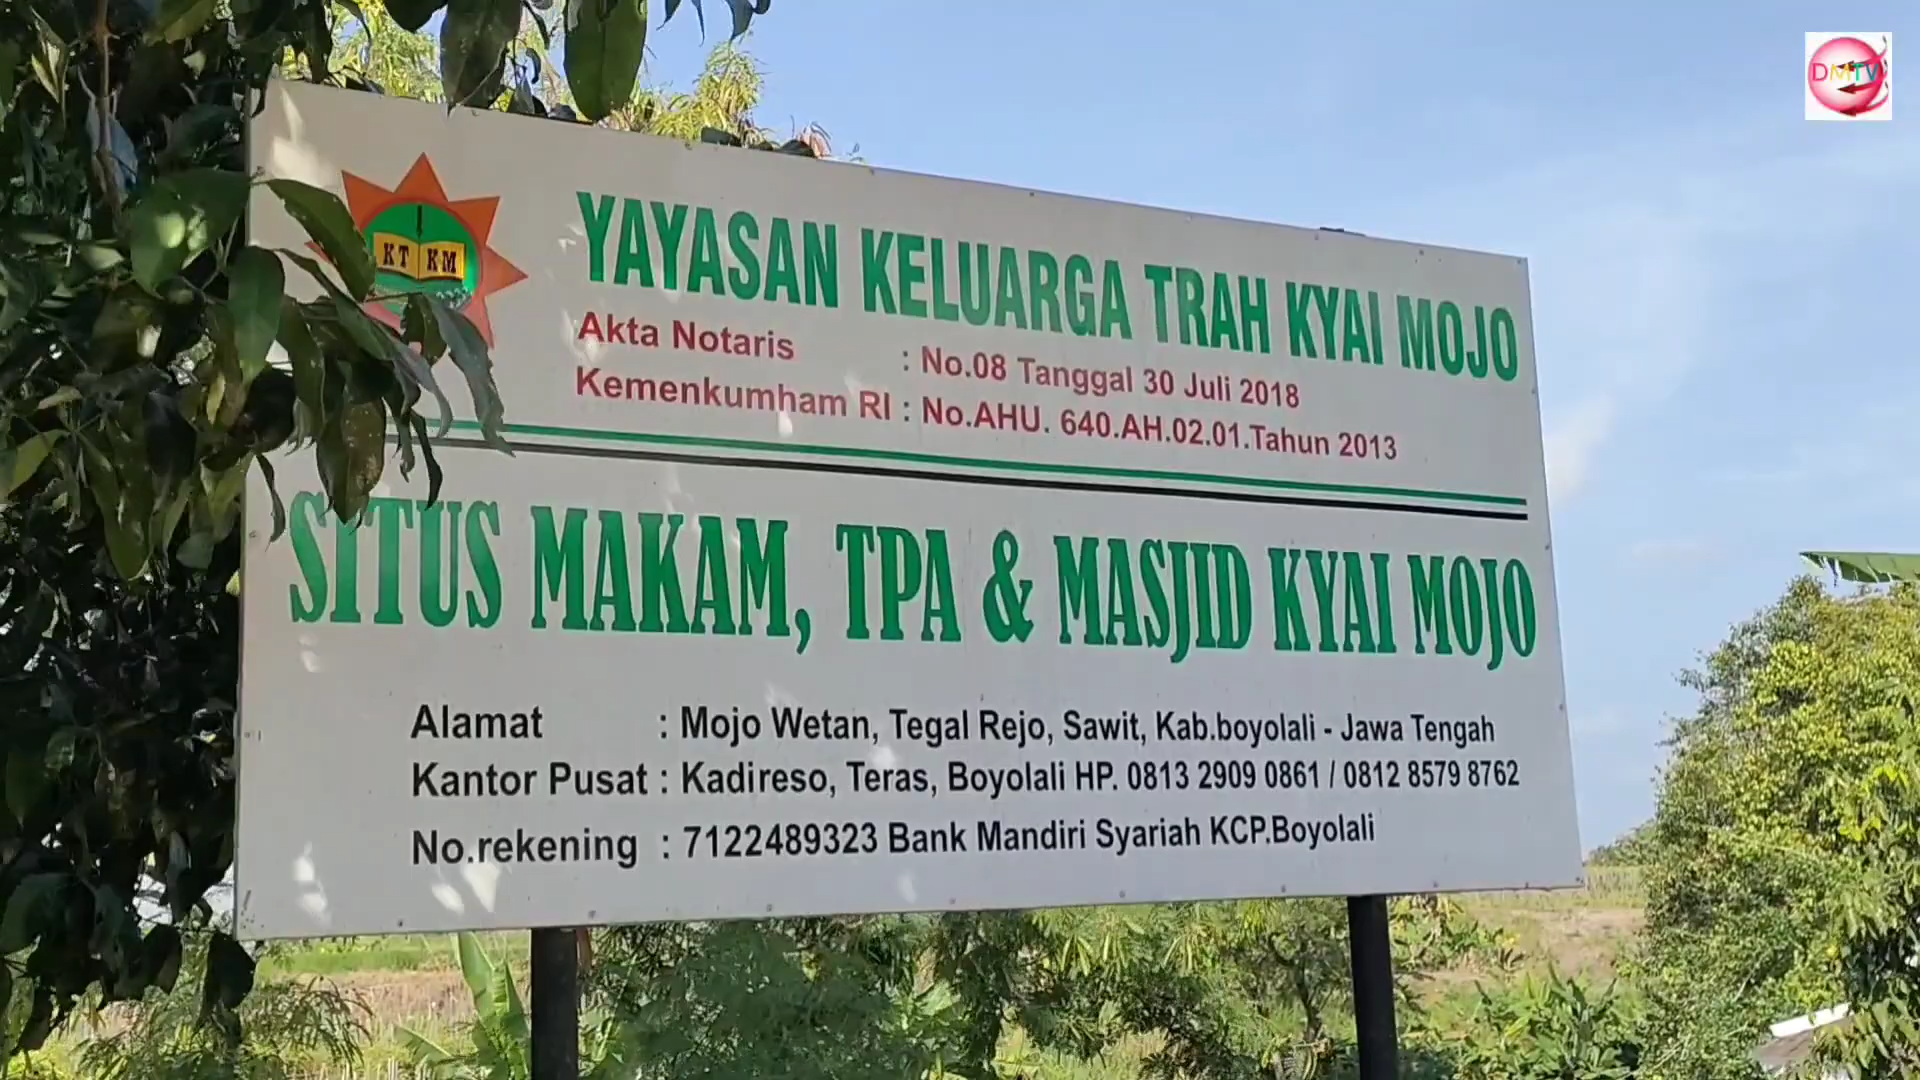 DMTV
KT KM
YAYASAN KELUARGA TRAH KYAI MOJO
Akta Notaris : No.08 Tanggal 30 Juli 2018
Kemenkumham RI : No.AHU. 640.AH.02.01.Tahun 2013
SITUS MAKAM, TPA & MASJID KYAI MOJO
Alamat : Mojo Wetan, Tegal Rejo, Sawit, Kab.boyolali - Jawa Tengah
Kantor Pusat : Kadireso, Teras, Boyolali HP. 0813 2909 0861 / 0812 8579 8762
No.rekening : 7122489323 Bank Mandiri Syariah KCP.Boyolali